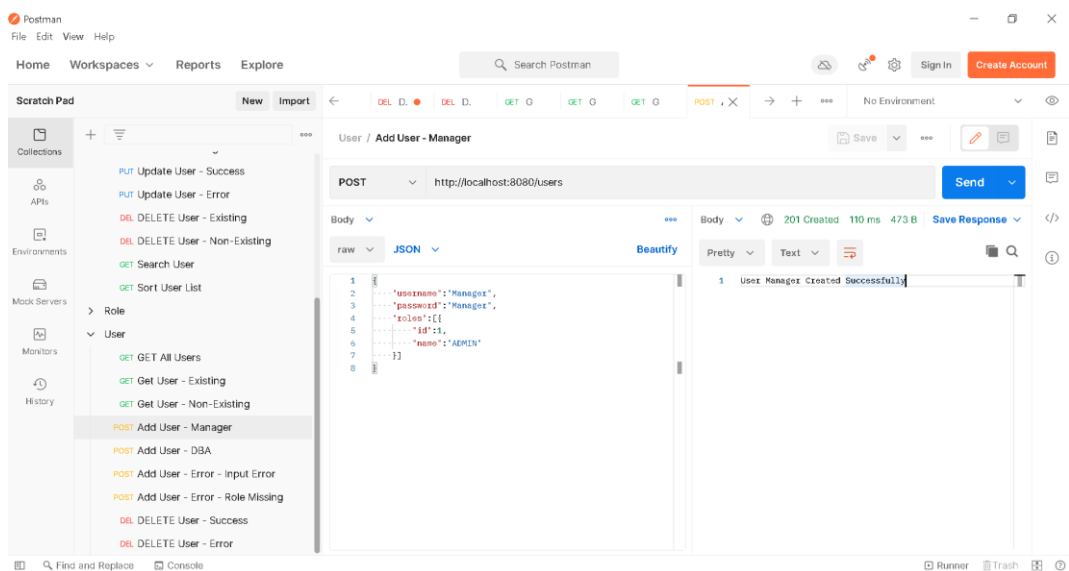 Postman
File Edit View Help
Home Workspaces Reports Explore Search Postman Sign In Create Account
Scratch Pad New Import DEL D. DEL D. GET G GET G GET G POST No Environment
Collections
APIs
Environments
Mock Servers
Monitors
History
PUT Update User - Success
PUT Update User - Error
DEL DELETE User - Existing
DEL DELETE User - Non-Existing
GET Search User
GET Sort User List
Role
User
GET GET All Users
GET Get User - Existing
GET Get User - Non-Existing
POST Add User - Manager
POST Add User - DBA
POST Add User - Error - Input Error
POST Add User - Error - Role Missing
DEL DELETE User - Success
DEL DELETE User - Error
User / Add User - Manager Save
POST http://localhost:8080/users Send
Body
raw JSON Beautify
1 {
2 "username":"Manager",
3 "password":"Manager",
4 "roles":[{
5 "id":1,
6 "name":"ADMIN"
7 }]
8 }
Body 201 Created 110 ms 473 B Save Response
Pretty Text
1 User Manager Created Successfully
Find and Replace Console Runner Trash